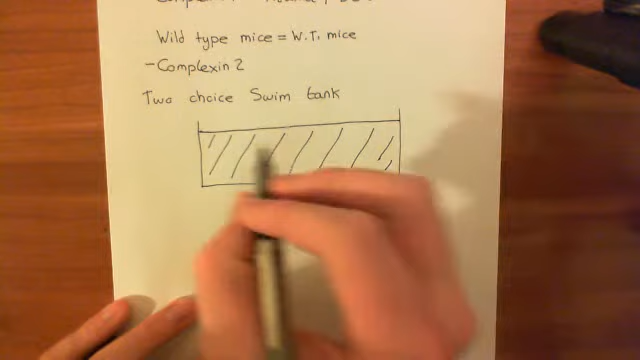 Wild type mice = W.T. mice
- Complexin 2
Two choice Swim tank